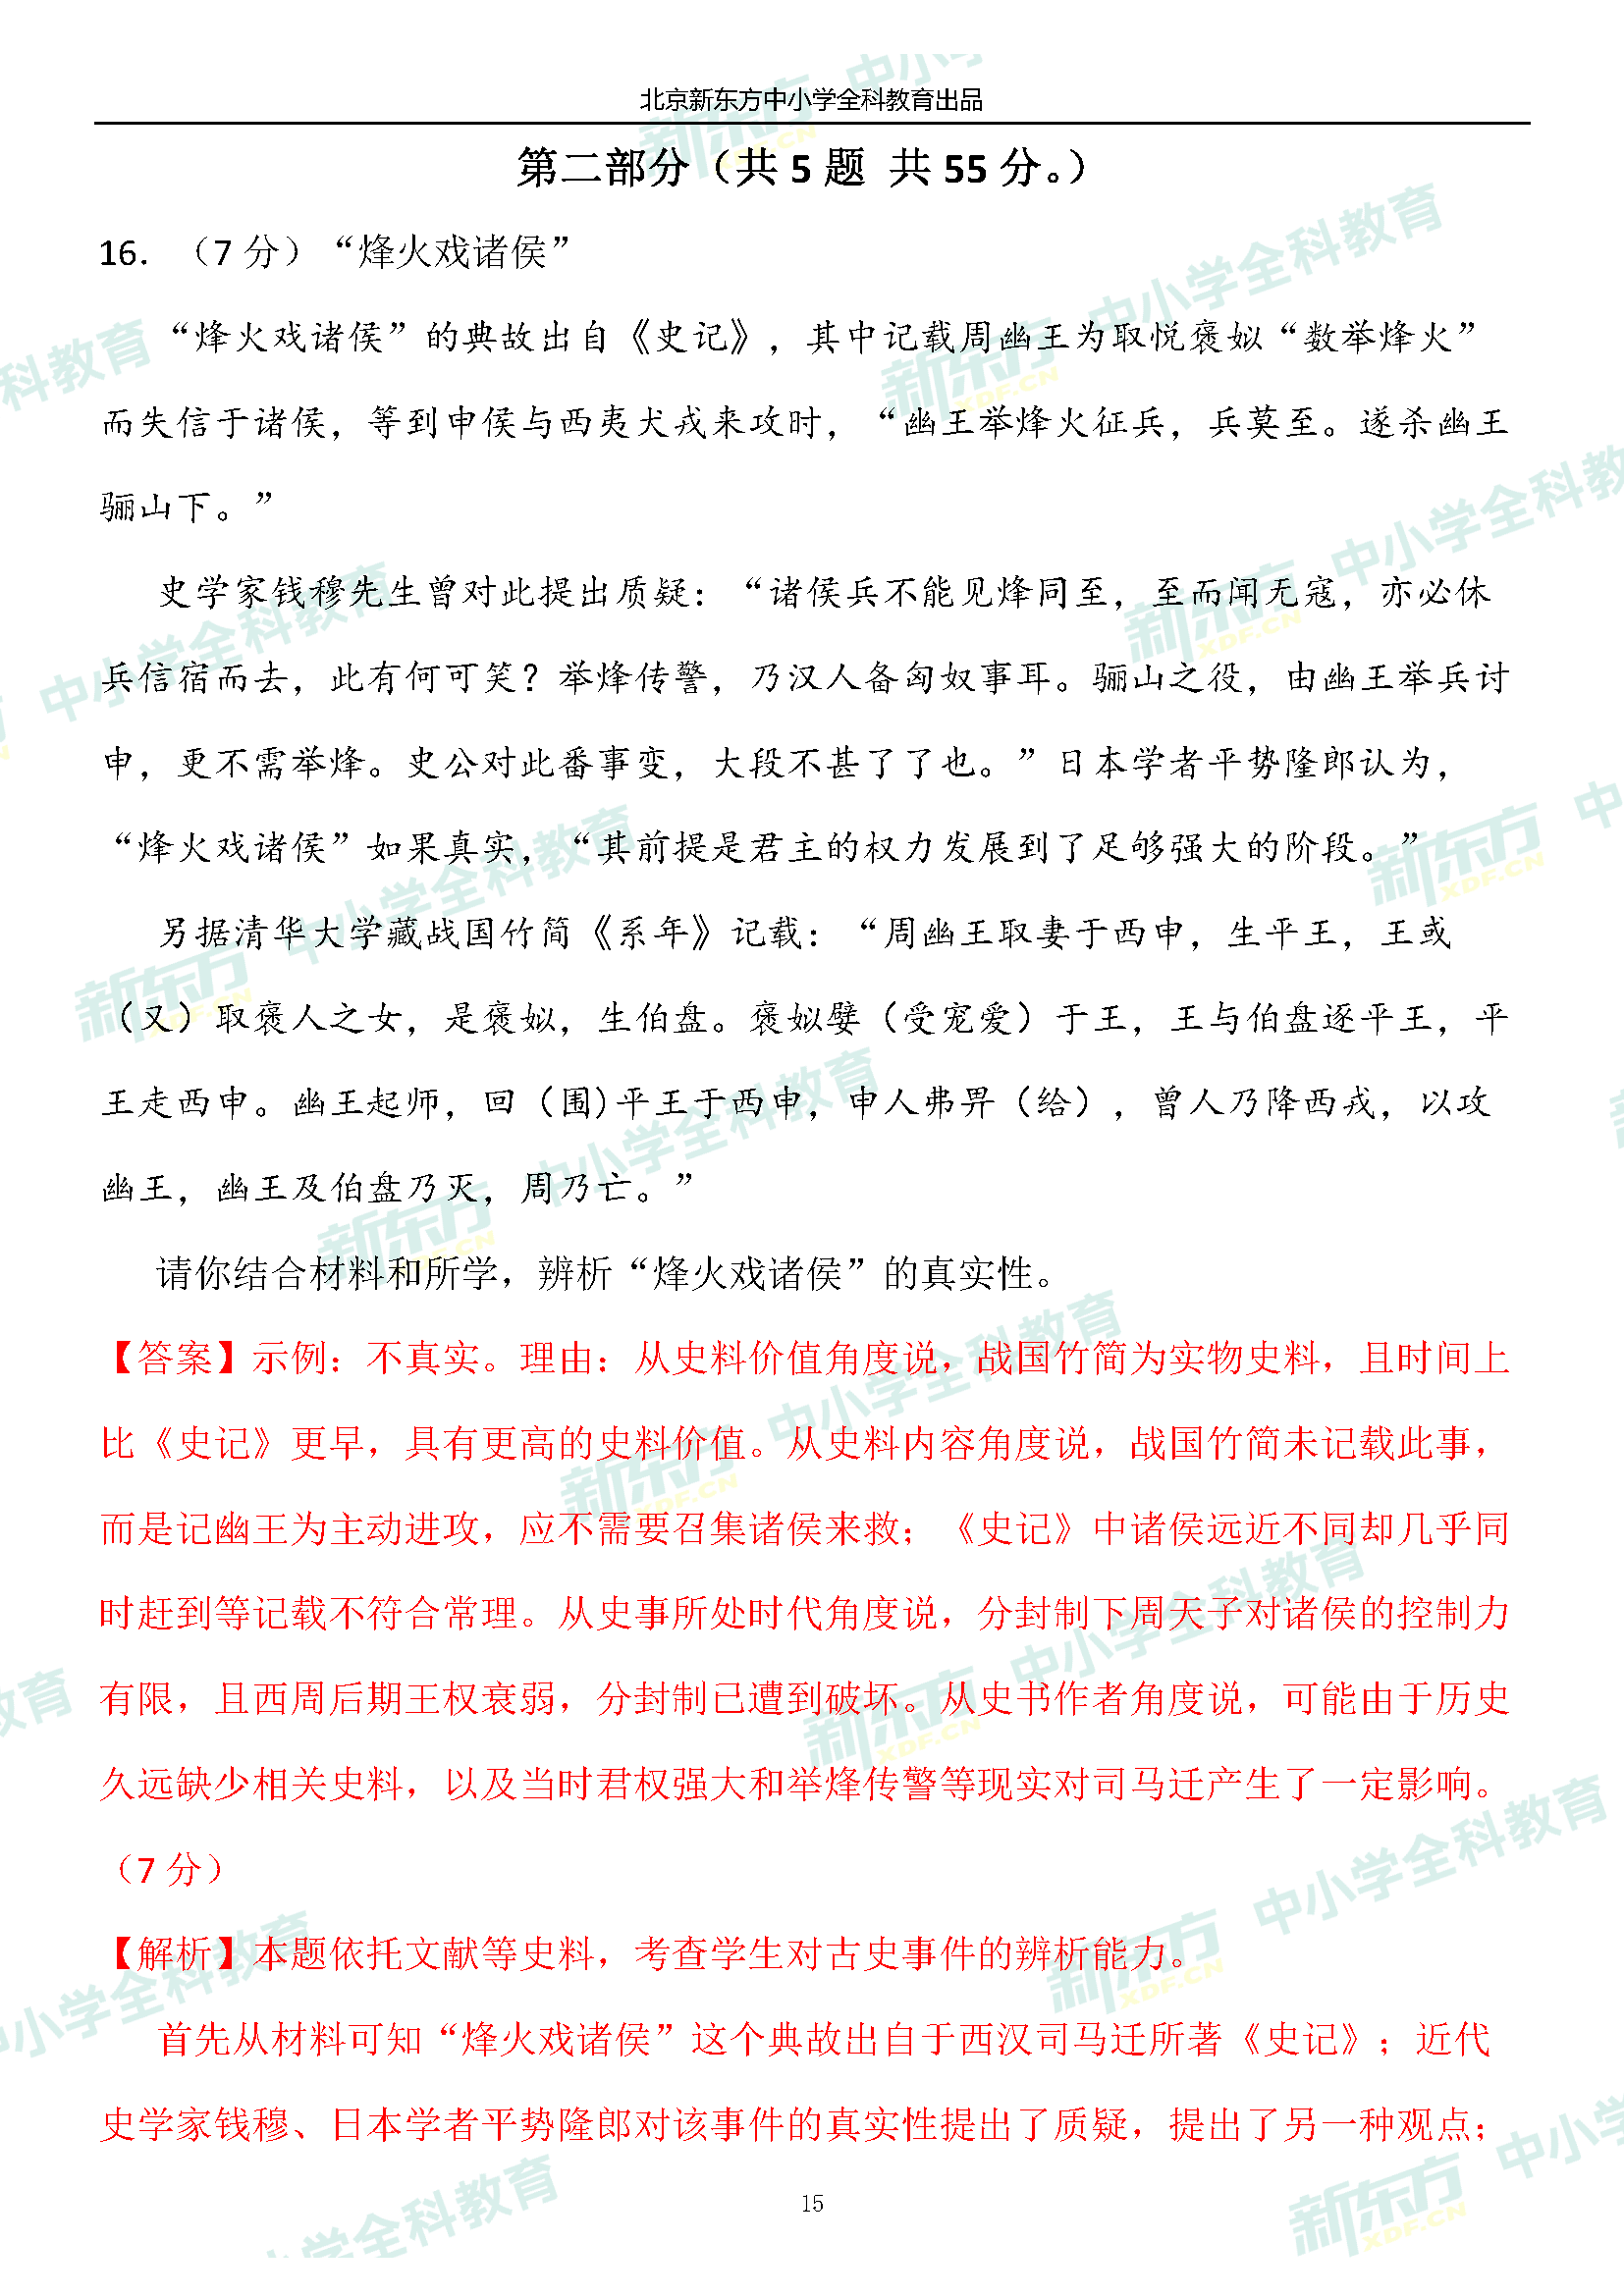 北京新东方中小学全科教育出品
第二部分（共 5 题 共 55 分。）
16. （7 分）“烽火戏诸侯”
“烽火戏诸侯”的典故出自《史记》，其中记载周幽王为取悦褒姒“数举烽火”
而失信于诸侯，等到申侯与西夷犬戎来攻时，“幽王举烽火征兵，兵莫至。遂杀幽王
骊山下。”
史学家钱穆先生曾对此提出质疑：“诸侯兵不能见烽同至，至而闻无寇，亦必休
兵信宿而去，此有何可笑？举烽传警，乃汉人备匈奴事耳。骊山之役，由幽王举兵讨
申，更不需举烽。史公对此番事变，大段不甚了了也。”日本学者平势隆郎认为，
“烽火戏诸侯”如果真实，“其前提是君主的权力发展到了足够强大的阶段。”
另据清华大学藏战国竹简《系年》记载：“周幽王取妻于西申，生平王，王或
（又）取褒人之女，是褒姒，生伯盘。褒姒嬖（受宠爱）于王，王与伯盘逐平王，平
王走西申。幽王起师，回（围)平王于西申，申人弗畀（给），曾人乃降西戎，以攻
幽王，幽王及伯盘乃灭，周乃亡。”
请你结合材料和所学，辨析“烽火戏诸侯”的真实性。
【答案】示例：不真实。理由：从史料价值角度说，战国竹简为实物史料，且时间上
比《史记》更早，具有更高的史料价值。从史料内容角度说，战国竹简未记载此事，
而是记幽王为主动进攻，应不需要召集诸侯来救；《史记》中诸侯远近不同却几乎同
时赶到等记载不符合常理。从史事所处时代角度说，分封制下周天子对诸侯的控制力
有限，且西周后期王权衰弱，分封制已遭到破坏。从史书作者角度说，可能由于历史
久远缺少相关史料，以及当时君权强大和举烽传警等现实对司马迁产生了一定影响。
（7 分）
【解析】本题依托文献等史料，考查学生对古史事件的辨析能力。
首先从材料可知“烽火戏诸侯”这个典故出自于西汉司马迁所著《史记》；近代
史学家钱穆、日本学者平势隆郎对该事件的真实性提出了质疑，提出了另一种观点；
15